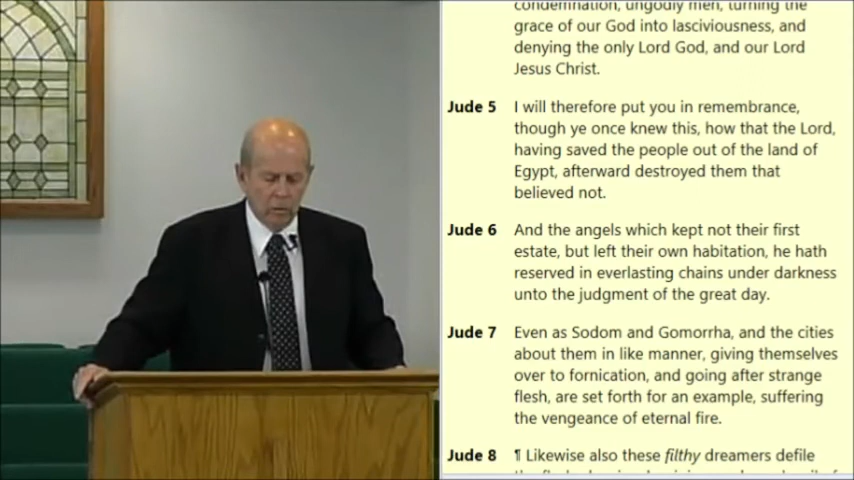 condemnation, ungodly men, turning the
grace of our God into lasciviousness, and
denying the only Lord God, and our Lord
Jesus Christ.
Jude 5 I will therefore put you in remembrance,
though ye once knew this, how that the Lord,
having saved the people out of the land of
Egypt, afterward destroyed them that
believed not.
Jude 6 And the angels which kept not their first
estate, but left their own habitation, he hath
reserved in everlasting chains under darkness
unto the judgment of the great day.
Jude 7 Even as Sodom and Gomorrha, and the cities
about them in like manner, giving themselves
over to fornication, and going after strange
flesh, are set forth for an example, suffering
the vengeance of eternal fire.
Jude 8 ¶ Likewise also these filthy dreamers defile